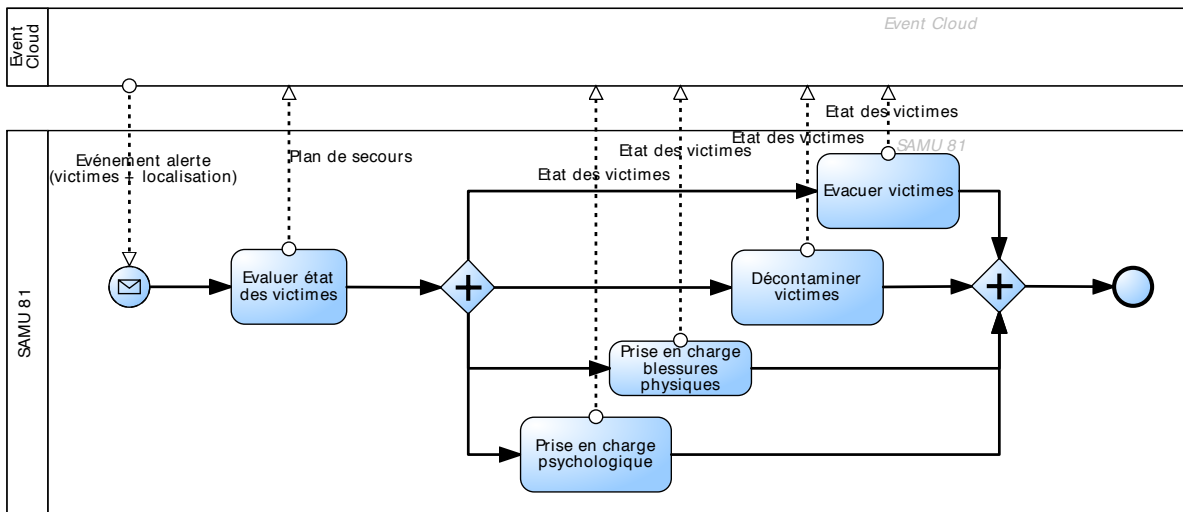 Event
Cloud
Event Cloud
Etat des victimes
Etat des victimes
SAMU 81
Etat des victimes
Etat des victimes
Plan de secours
Evénement alerte
(victimes + localisation)
SAMU 81
Evacuer victimes
Evaluer état
des victimes
Décontaminer
victimes
Prise en charge
blessures
physiques
Prise en charge
psychologique